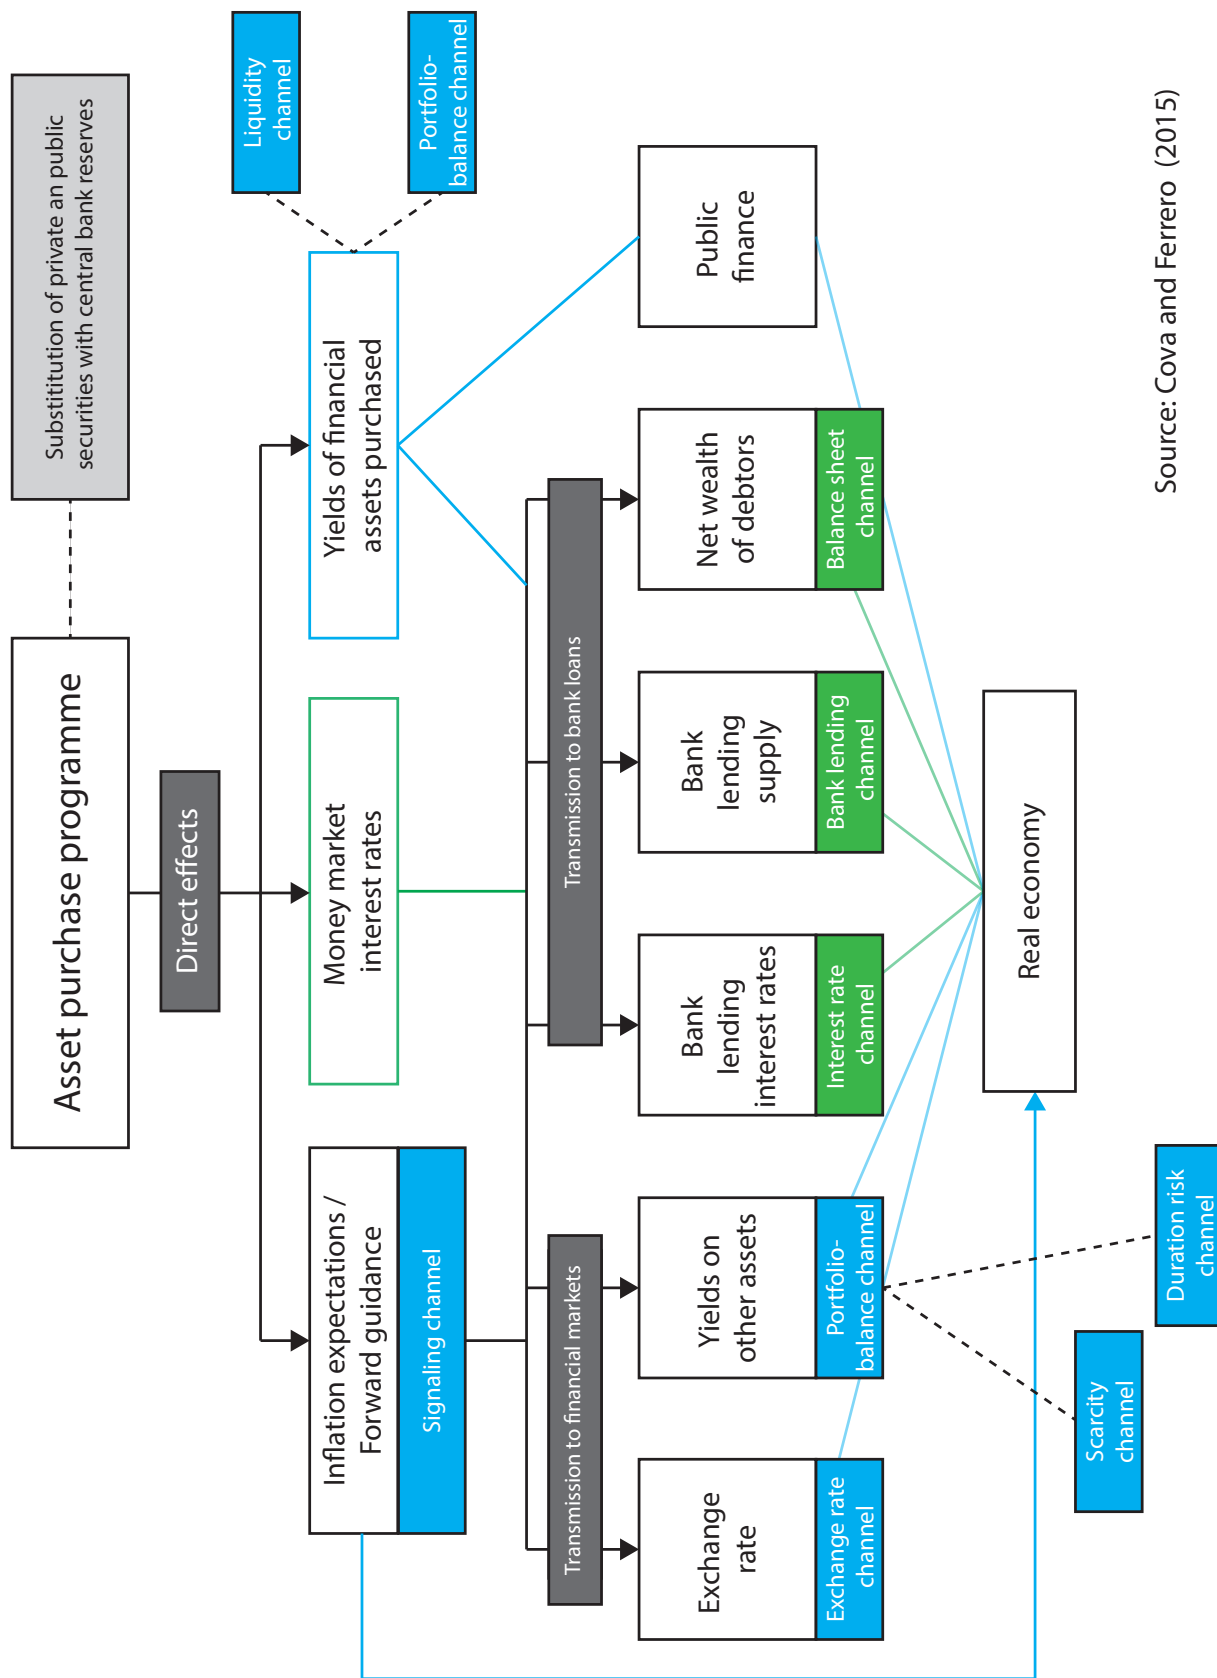 Asset purchase programme
Substitution of private an public
securities with central bank reserves
Direct effects
Inflation expectations /
Forward guidance
Signaling channel
Money market
interest rates
Yields of financial
assets purchased
Liquidity
channel
Portfolio-
balance channel
Transmission to financial markets
Transmission to bank loans
Exchange
rate
Exchange rate
channel
Yields on
other assets
Portfolio-
balance channel
Bank
lending
interest rates
Interest rate
channel
Bank
lending
supply
Bank lending
channel
Net wealth
of debtors
Balance sheet
channel
Public
finance
Real economy
Scarcity
channel
Duration risk
channel
Source: Cova and Ferrero (2015)